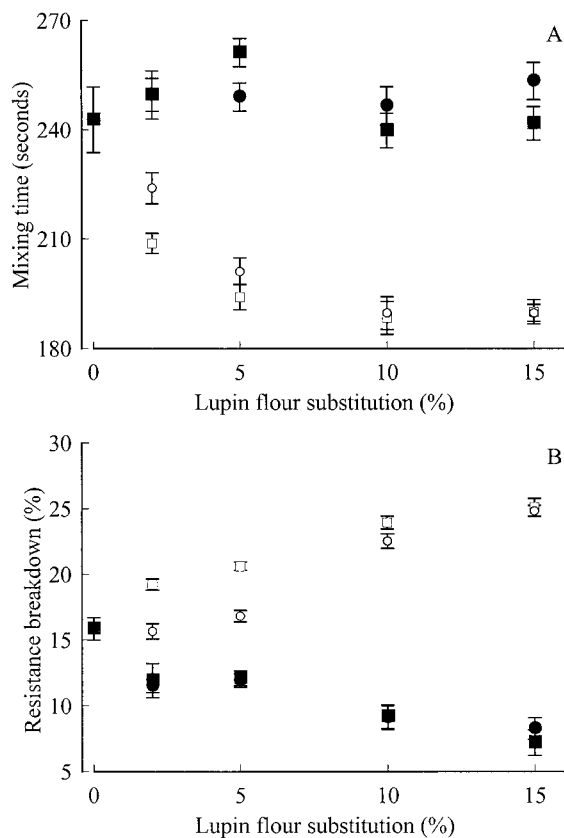 270
A
240
210
180
Mixing time (seconds)
0 5 10 15
Lupin flour substitution (%)
30
B
25
20
15
10
5
Resistance breakdown (%)
0 5 10 15
Lupin flour substitution (%)